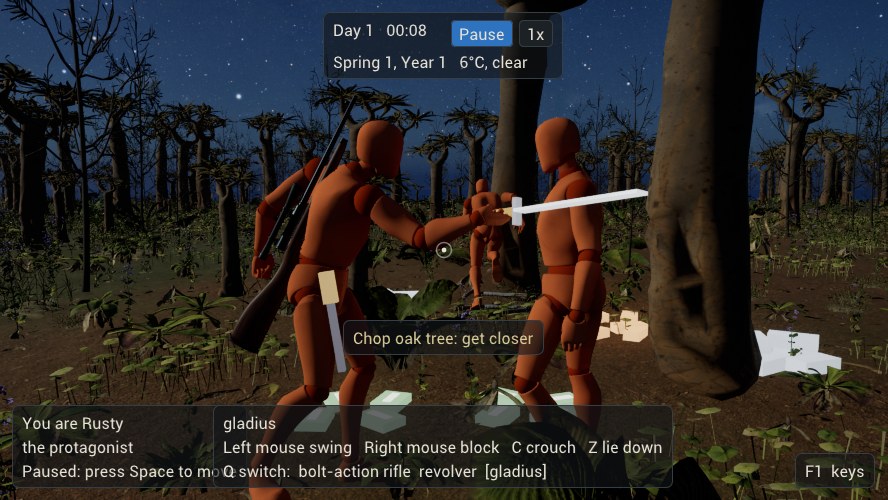 Day 1 00:08 Pause 1x
Spring 1, Year 1 6°C, clear
Chop oak tree: get closer
You are Rusty
the protagonist
Paused: press Space to move
gladius
Left mouse swing Right mouse block C crouch Z lie down
Q switch: bolt-action rifle revolver [gladius]
F1 keys